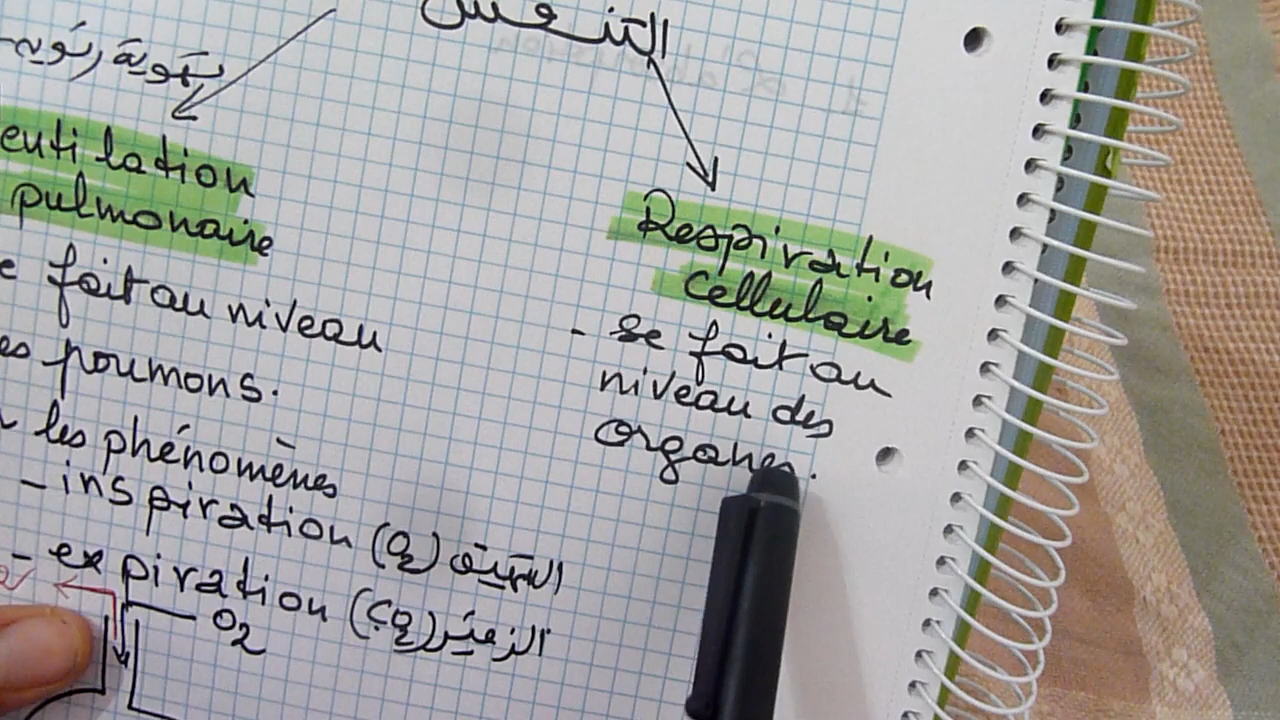 التنفس
تهوية رئوية
entilation
pulmonaire
e fait au niveau
es poumons.
les phénomènes
- inspiration (O2) الشهيق
- expiration (CO2) الزفير
O2
Respiration
Cellulaire
- Se fait au
niveau des
organes.